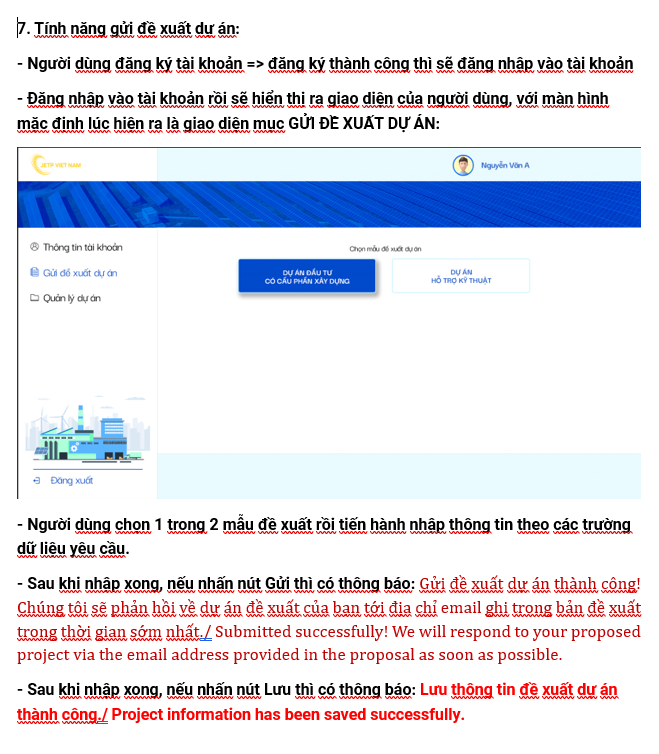 7. Tính năng gửi đề xuất dự án:
- Người dùng đăng ký tài khoản => đăng ký thành công thì sẽ đăng nhập vào tài khoản
- Đăng nhập vào tài khoản rồi sẽ hiển thị ra giao diện của người dùng, với màn hình
mặc định lúc hiện ra là giao diện mục GỬI ĐỀ XUẤT DỰ ÁN:
JETP VIET NAM
Nguyễn Văn A
Thông tin tài khoản
Gửi đề xuất dự án
Quản lý dự án
Chọn mẫu đề xuất dự án
DỰ ÁN ĐẦU TƯ
CÓ CẤU PHẦN XÂY DỰNG
DỰ ÁN
HỖ TRỢ KỸ THUẬT
Đăng xuất
- Người dùng chọn 1 trong 2 mẫu đề xuất rồi tiến hành nhập thông tin theo các trường
dữ liệu yêu cầu.
- Sau khi nhập xong, nếu nhấn nút Gửi thì có thông báo: Gửi đề xuất dự án thành công!
Chúng tôi sẽ phản hồi về dự án đề xuất của bạn tới địa chỉ email ghi trong bản đề xuất
trong thời gian sớm nhất./ Submitted successfully! We will respond to your proposed
project via the email address provided in the proposal as soon as possible.
- Sau khi nhập xong, nếu nhấn nút Lưu thì có thông báo: Lưu thông tin đề xuất dự án
thành công./ Project information has been saved successfully.